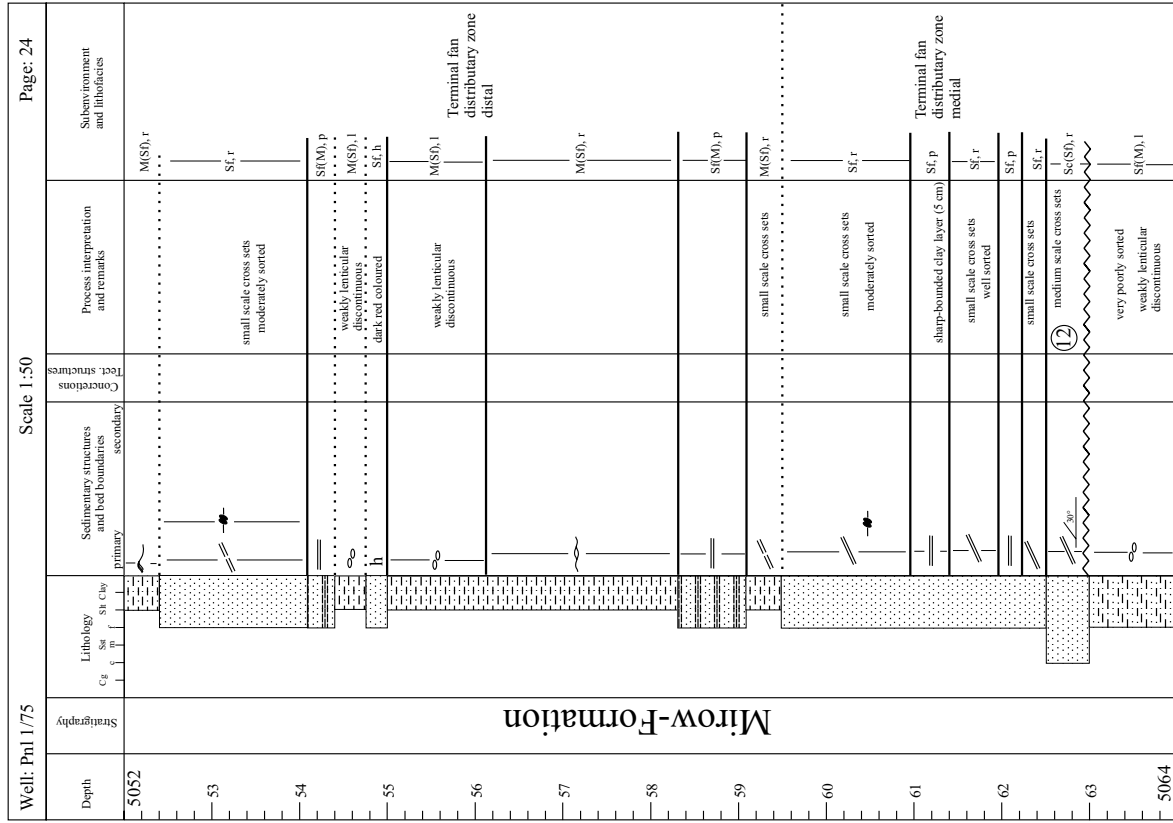 Well: Pnl 1/75
Scale 1:50
Page: 24
Depth
Stratigraphy
Lithology
Cg
c
Sst
m
f
Slt
Clay
Sedimentary structures
and bed boundaries
primary
secondary
Concretions
Tect. structures
Process interpretation
and remarks
Subenvironment
and lithofacies
5052
53
54
55
56
57
58
59
60
61
62
63
5064
Mirow-Formation
h
30°
small scale cross sets
moderately sorted
weakly lenticular
discontinuous
dark red coloured
weakly lenticular
discontinuous
small scale cross sets
small scale cross sets
moderately sorted
sharp-bounded clay layer (5 cm)
small scale cross sets
well sorted
small scale cross sets
medium scale cross sets
12
very poorly sorted
weakly lenticular
discontinuous
M(Sf), r
Sf, r
Sf(M), p
M(Sf), l
Sf, h
M(Sf), l
M(Sf), r
Sf(M), p
M(Sf), r
Sf, r
Sf, p
Sf, r
Sf, p
Sf, r
Sc(Sf), r
Sf(M), l
Terminal fan
distributary zone
distal
Terminal fan
distributary zone
medial